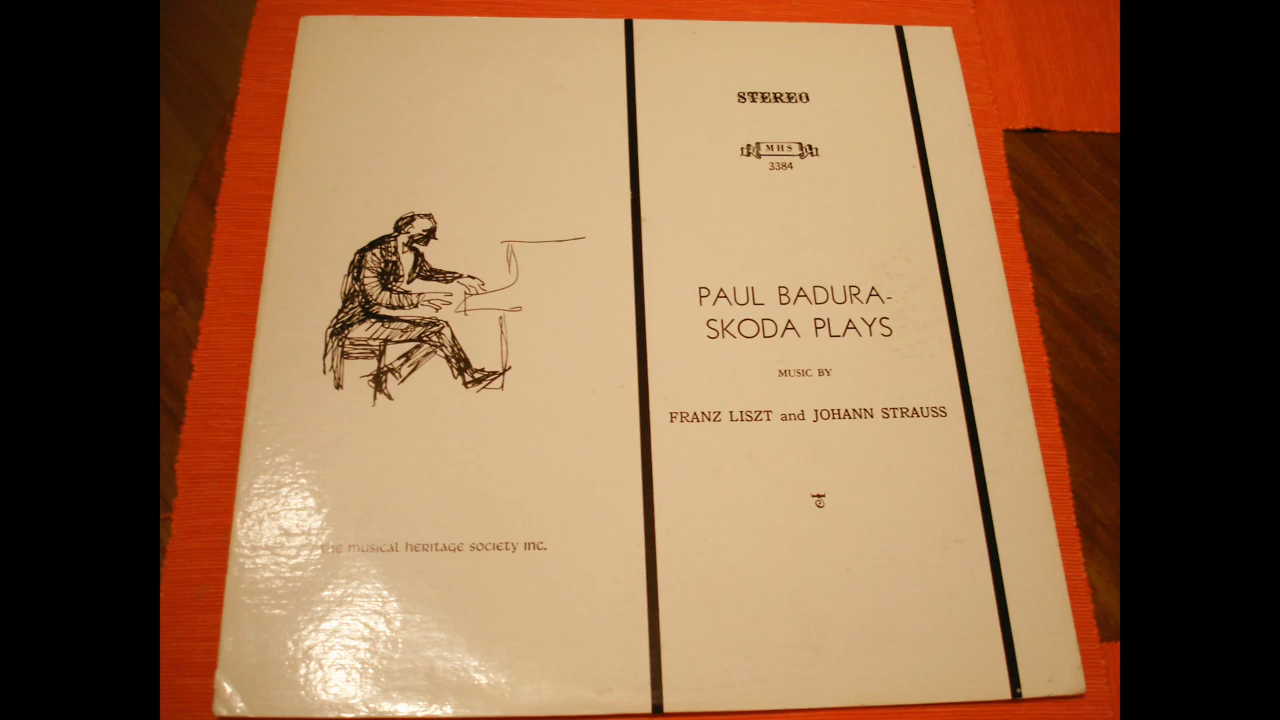 STEREO
MHS
3384
PAUL BADURA-
SKODA PLAYS
MUSIC BY
FRANZ LISZT and JOHANN STRAUSS
The musical heritage society inc.